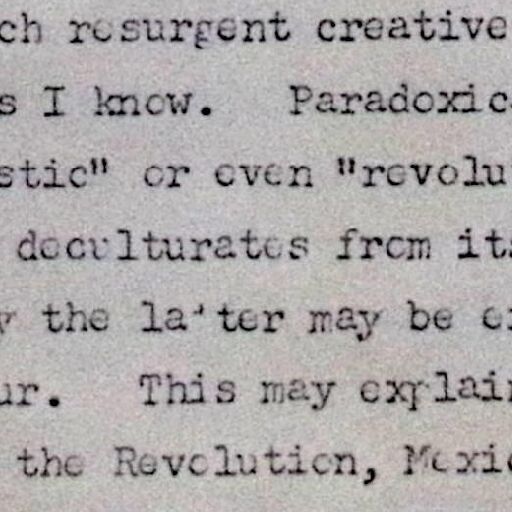 ch resurgent creative
s I know. Paradoxic
stic" or even "revolu
deculturates from its
y the latter may be e
ur. This may explain
the Revolution, Mexic